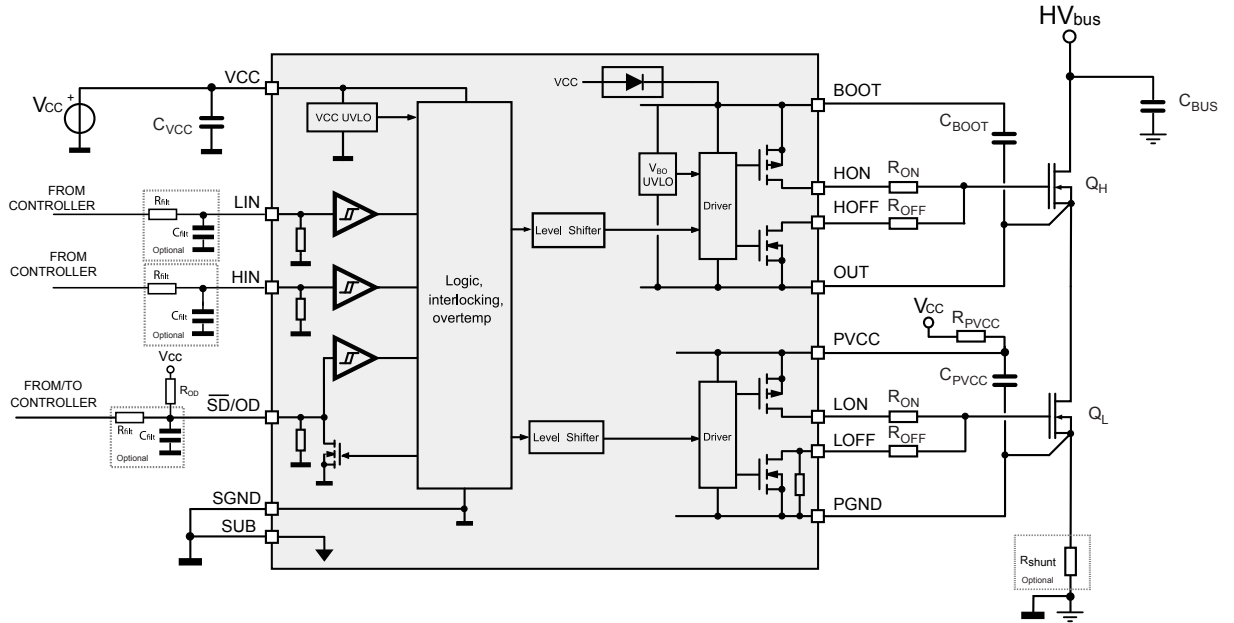 HVbus
VCC
VCC
BOOT
VCC
CVCC
VCC UVLO
CBOOT
CBUS
VBO
UVLO
HON
RON
QH
FROM
CONTROLLER
Rfilt
LIN
Cfilt
Optional
Driver
HOFF
ROFF
Level Shifter
FROM
CONTROLLER
Rfilt
HIN
Cfilt
Optional
OUT
Logic,
interlocking,
overtemp
VCC
RPVCC
PVCC
Vcc
ROD
CPVCC
FROM/TO
CONTROLLER
SD/OD
Rfilt
Cfilt
Optional
LON
RON
QL
Level Shifter
Driver
LOFF
ROFF
SGND
PGND
SUB
Rshunt
Optional